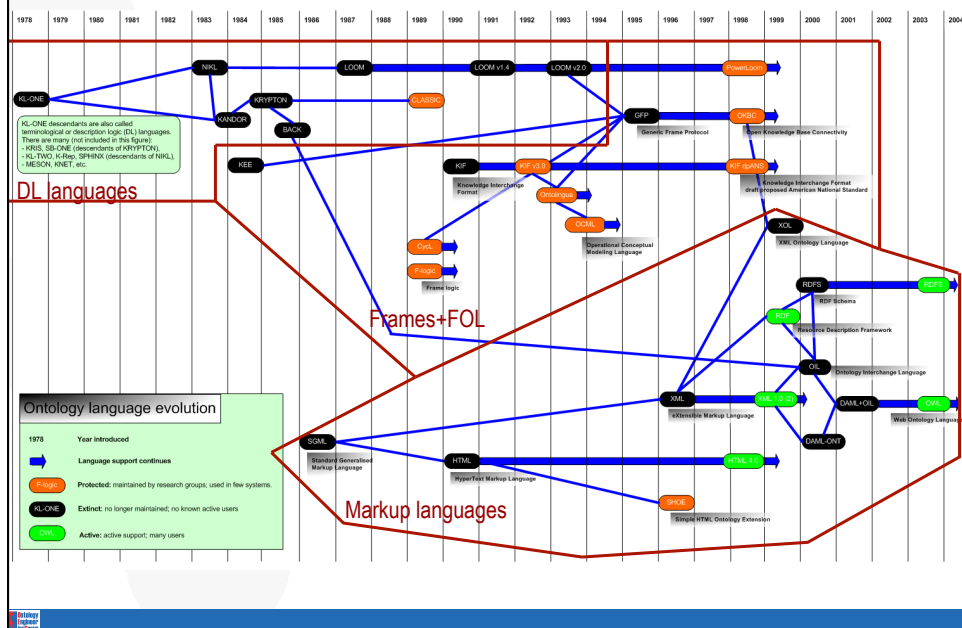 1978 1979 1980 1981 1982 1983 1984 1985 1986 1987 1988 1989 1990 1991 1992 1993 1994 1995 1996 1997 1998 1999 2000 2001 2002 2003 2004
NIKL
LOOM
LOOM v1.4
LOOM v2.0
PowerLoom
KL-ONE
KRYPTON
CLASSIC
KANDOR
BACK
GFP
Generic Frame Protocol
OKBC
Open Knowledge Base Connectivity
KL-ONE descendants are also called
terminological or description logic (DL) languages.
There are many (not included in this figure):
- KRIS, SB-ONE (descendants of KRYPTON),
- KL-TWO, K-Rep, SPHINX (descendants of NIKL),
- MESON, KNET, etc.
DL languages
KEE
KIF
Knowledge Interchange
Format
KIF v3.0
KIF dpANS
Knowledge Interchange Format
draft proposed American National Standard
Ontolingua
OCML
Operational Conceptual
Modeling Language
XOL
XML Ontology Language
CycL
F-logic
Frame logic
Frames+FOL
RDFS
RDF Schema
RDFS
RDF
Resource Description Framework
OIL
Ontology Interchange Language
XML
eXtensible Markup Language
XML 1.0 (2)
DAML+OIL
OWL
Web Ontology Language
DAML-ONT
SGML
Standard Generalised
Markup Language
HTML
HyperText Markup Language
HTML 4.0
SHOE
Simple HTML Ontology Extension
Markup languages
Ontology language evolution
1978 Year introduced
Language support continues
F-logic Protected: maintained by research groups; used in few systems.
KL-ONE Extinct: no longer maintained; no known active users
OWL Active: active support; many users
Ontology
Engineer